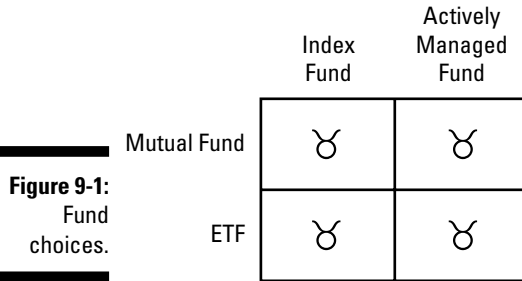 Index
Fund
Actively
Managed
Fund
Mutual Fund
♉ ♉
Figure 9-1:
Fund
choices.
ETF
♉ ♉